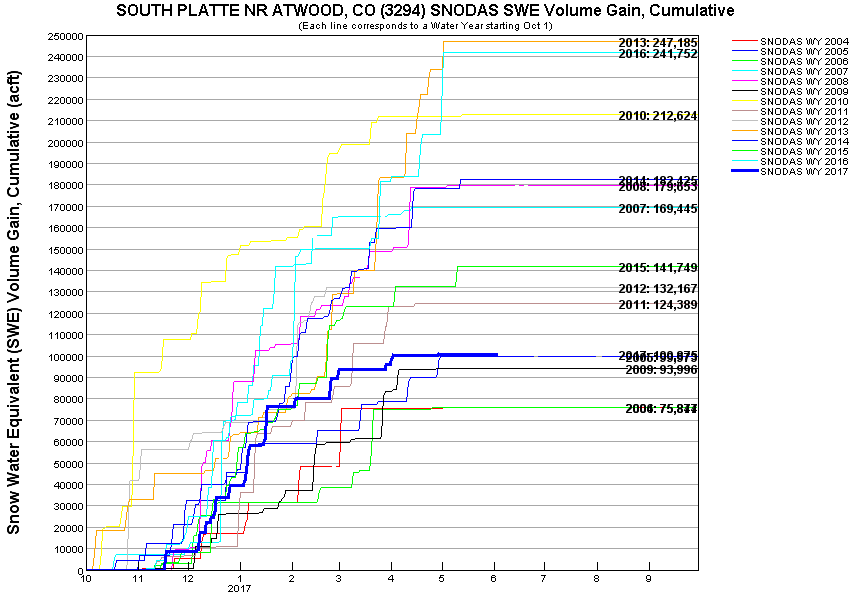 SOUTH PLATTE NR ATWOOD, CO (3294) SNODAS SWE Volume Gain, Cumulative
(Each line corresponds to a Water Year starting Oct 1)
Snow Water Equivalent (SWE) Volume Gain, Cumulative (acft)
250000
240000
230000
220000
210000
200000
190000
180000
170000
160000
150000
140000
130000
120000
110000
100000
90000
80000
70000
60000
50000
40000
30000
20000
10000
0
2013: 247,185
2016: 241,752
2010: 212,624
2014: 182,425
2008: 179,653
2007: 169,445
2015: 141,749
2012: 132,167
2011: 124,389
2009: 93,996
10 11 12 1 2 3 4 5 6 7 8 9
2017
SNODAS WY 2004
SNODAS WY 2005
SNODAS WY 2006
SNODAS WY 2007
SNODAS WY 2008
SNODAS WY 2009
SNODAS WY 2010
SNODAS WY 2011
SNODAS WY 2012
SNODAS WY 2013
SNODAS WY 2014
SNODAS WY 2015
SNODAS WY 2016
SNODAS WY 2017